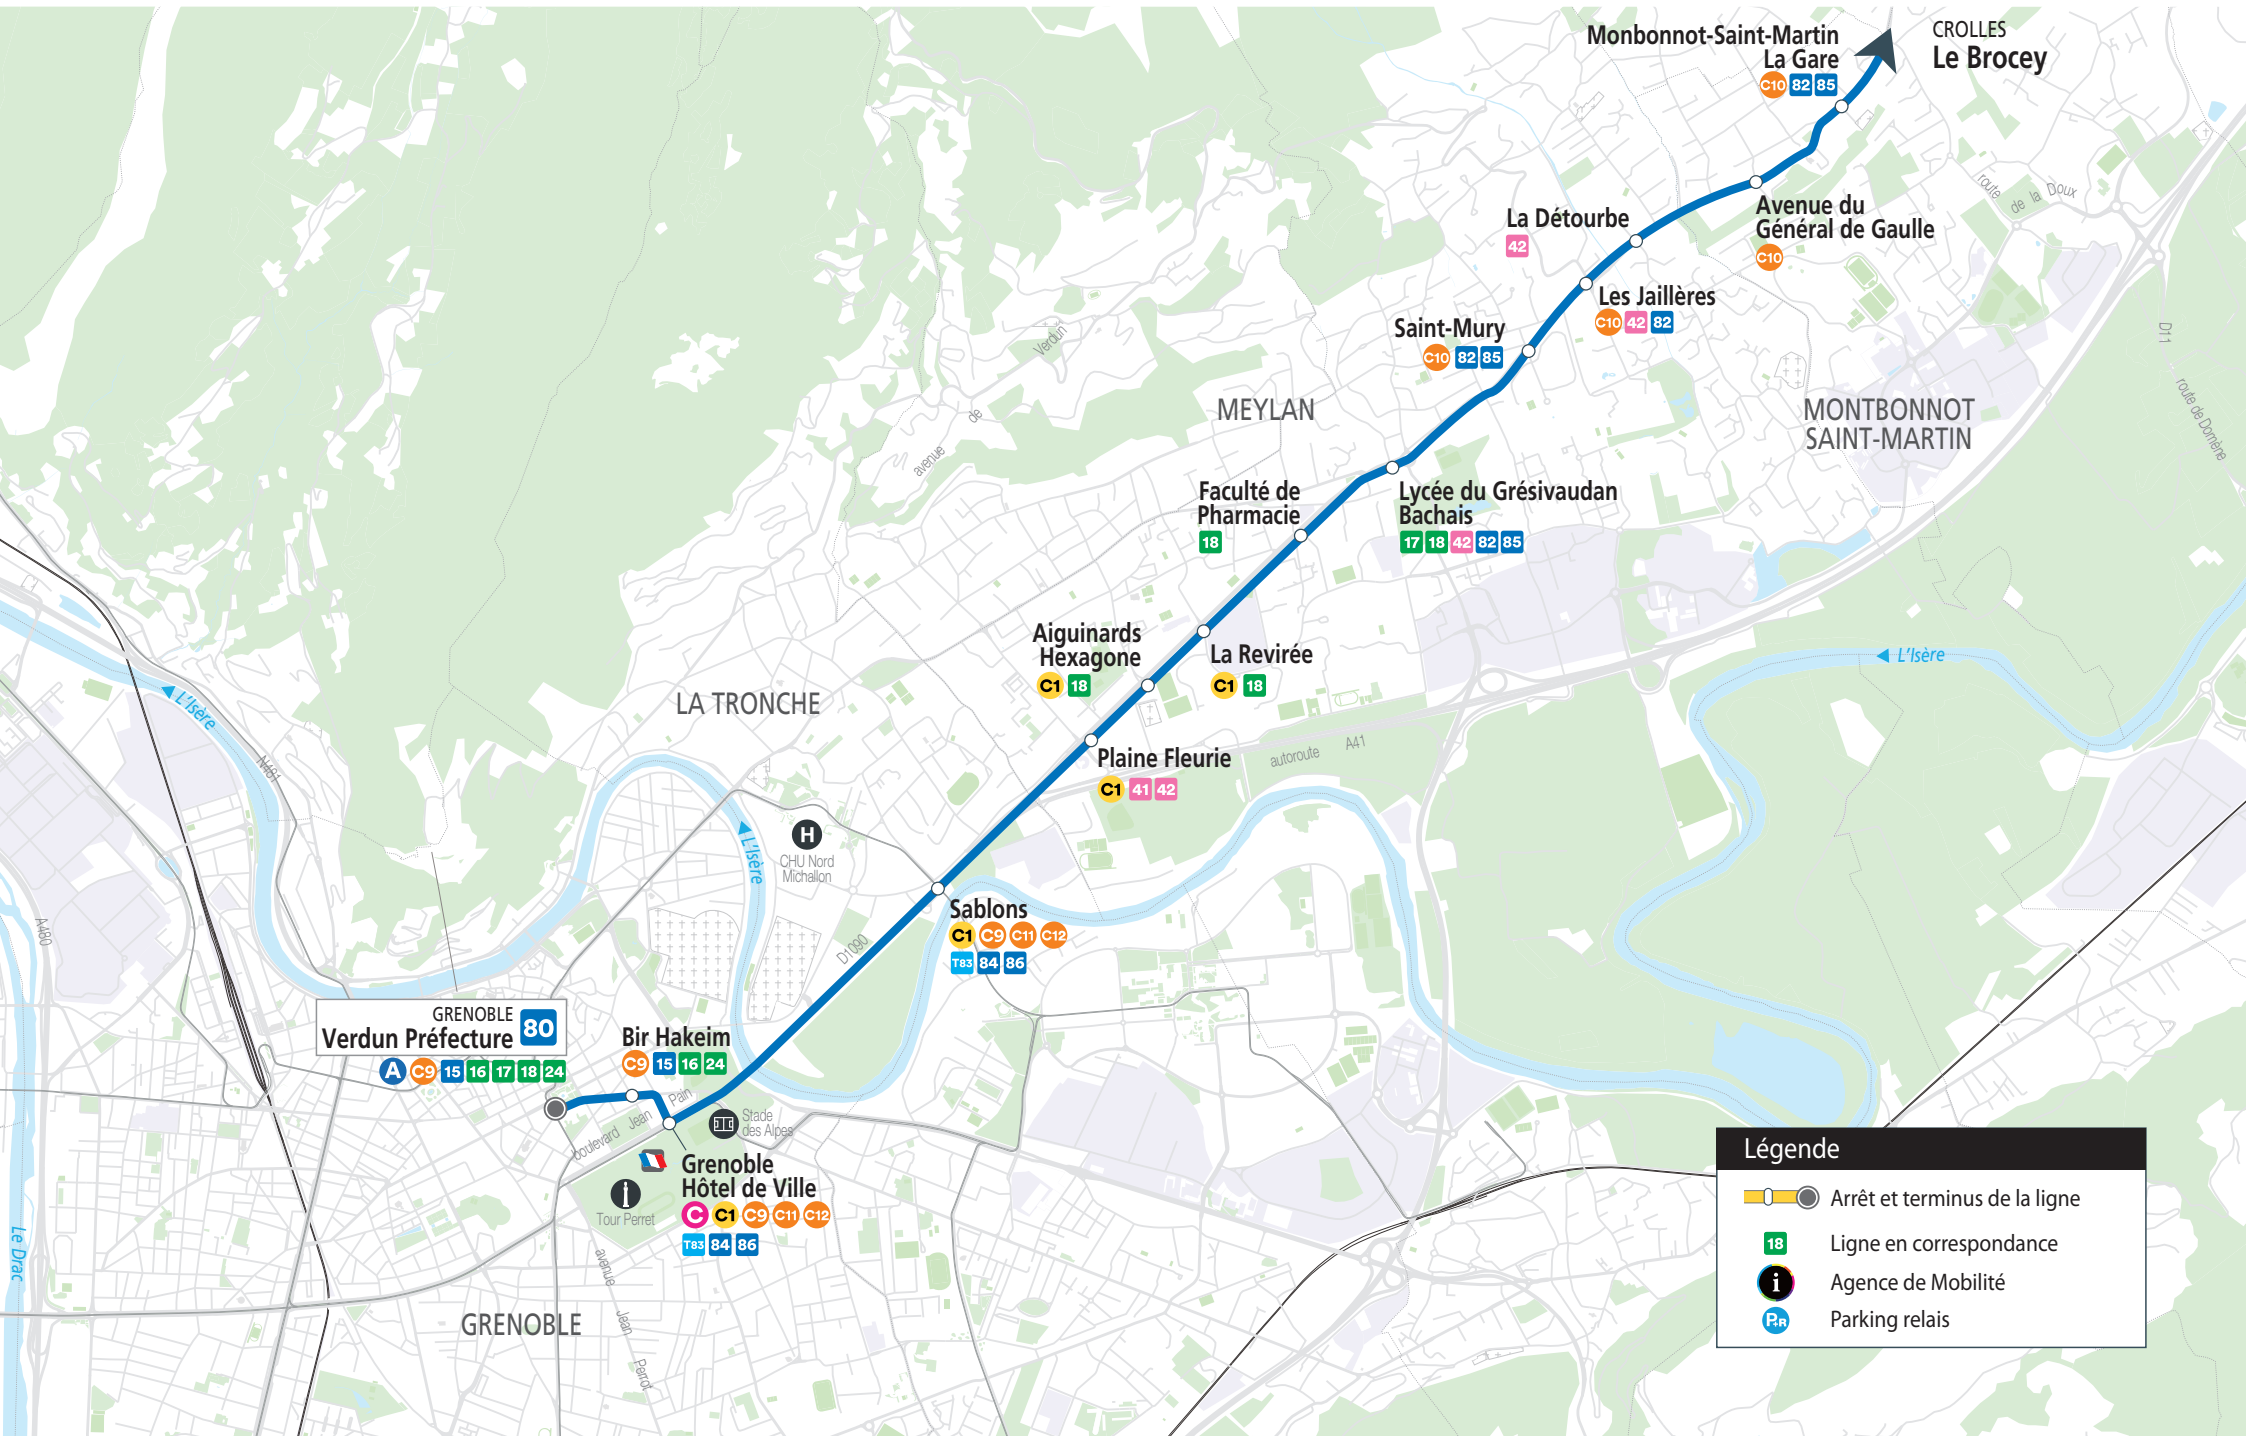 Monbonnot-Saint-Martin
La Gare
C10 82 85
CROLLES
Le Brocey
route de la Doux
La Détourbe
42
Avenue du
Général de Gaulle
C10
Les Jaillères
C10 42 82
Saint-Mury
C10 82 85
D11
route de Domène
avenue de Verdun
MEYLAN
MONTBONNOT
SAINT-MARTIN
Faculté de
Pharmacie
18
Lycée du Grésivaudan
Bachais
17 18 42 82 85
Aiguinards
Hexagone
C1 18
La Revirée
C1 18
L'Isère
L'Isère
LA TRONCHE
N481
Plaine Fleurie
C1 41 42
autoroute A41
H
CHU Nord
Michallon
L'Isère
Sablons
C1 C9 C11 C12
T83 84 86
D1090
A480
GRENOBLE
Verdun Préfecture 80
A C9 15 16 17 18 24
Bir Hakeim
C9 15 16 24
boulevard Jean Pain
Stade
des Alpes
Grenoble
Hôtel de Ville
C C1 C9 C11 C12
T83 84 86
Tour Perret
avenue Jean Perrot
Le Drac
GRENOBLE
Légende
Arrêt et terminus de la ligne
18 Ligne en correspondance
i Agence de Mobilité
P+R Parking relais